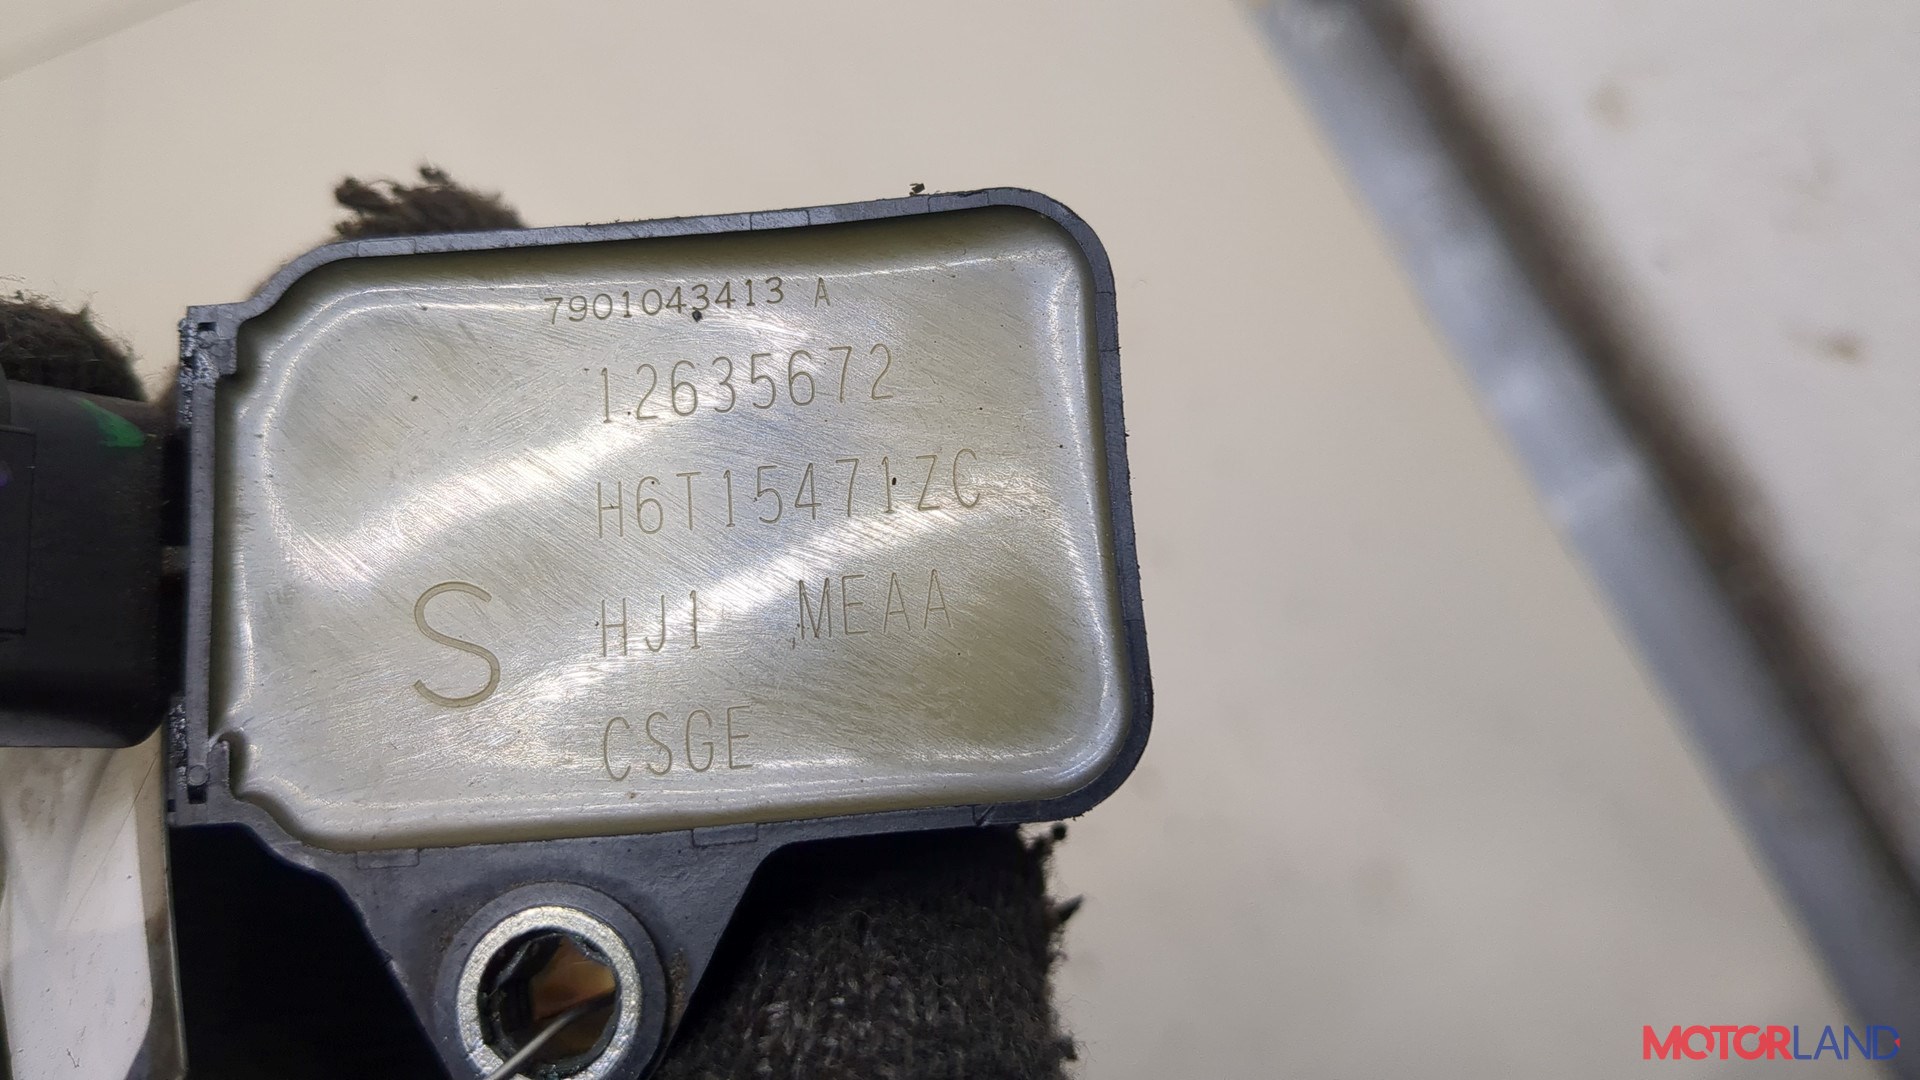 7901043413 A
12635672
H6T15471ZC
S HJ1 MEAA
CSGE
MOTORLAND